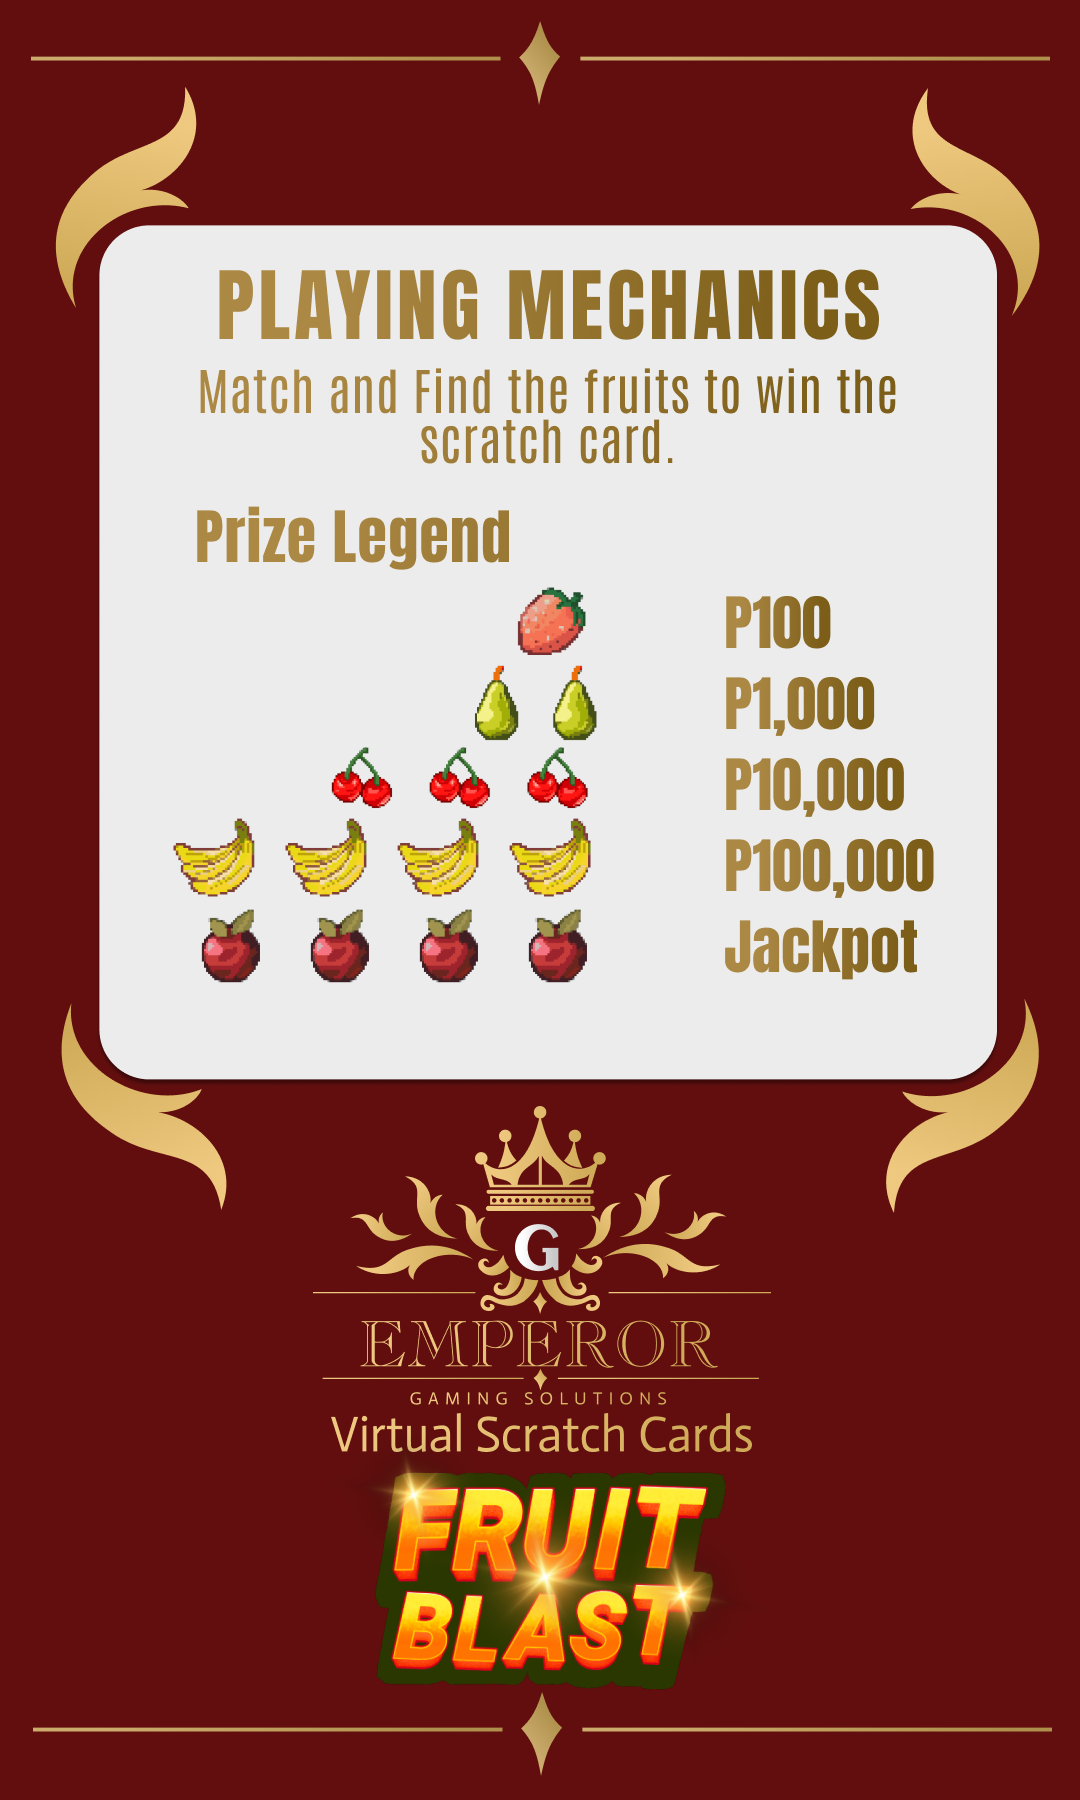 PLAYING MECHANICS
Match and Find the fruits to win the
scratch card.
Prize Legend
P100
P1,000
P10,000
P100,000
Jackpot
G
EMPEROR
GAMING SOLUTIONS
Virtual Scratch Cards
FRUIT
BLAST